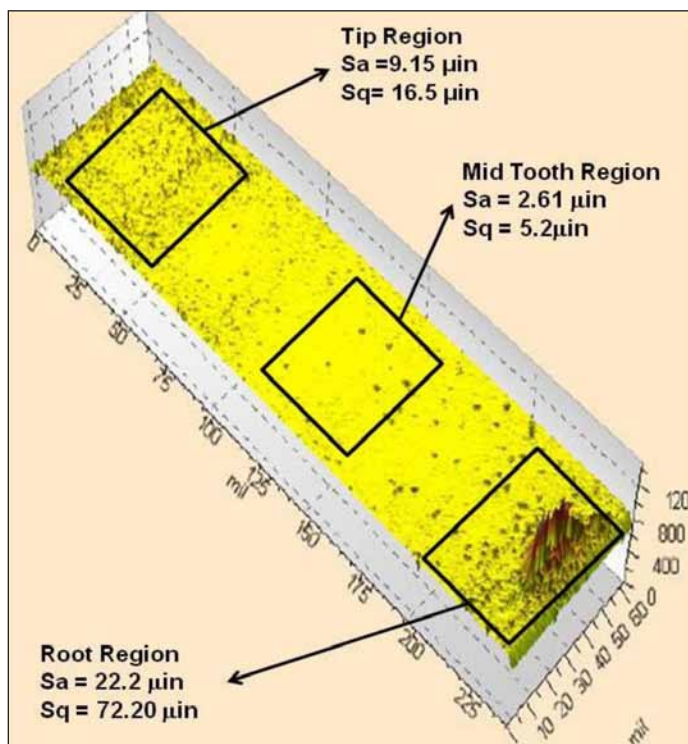 Tip Region
Sa =9.15 µin
Sq = 16.5 µin
Mid Tooth Region
Sa = 2.61 µin
Sq = 5.2µin
0
25
50
75
100
125
150
175
200
225
mil
120
800
400
0
10 20 30 40 50 60
mil
Root Region
Sa = 22.2 µin
Sq = 72.20 µin